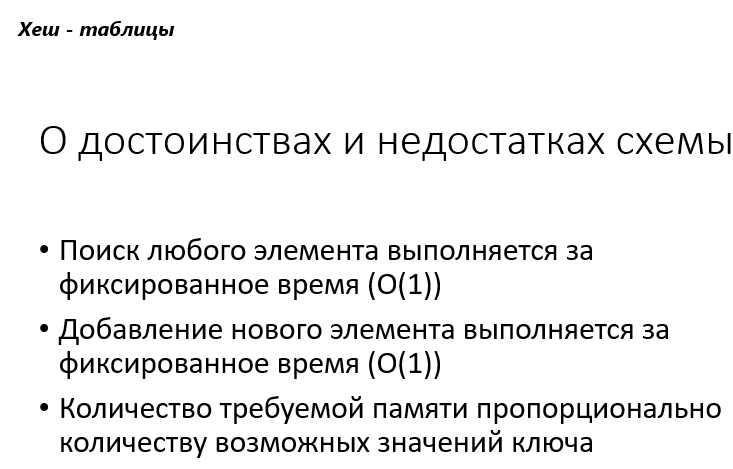 Хеш - таблицы
О достоинствах и недостатках схемы
• Поиск любого элемента выполняется за
фиксированное время (O(1))
• Добавление нового элемента выполняется за
фиксированное время (O(1))
• Количество требуемой памяти пропорционально
количеству возможных значений ключа